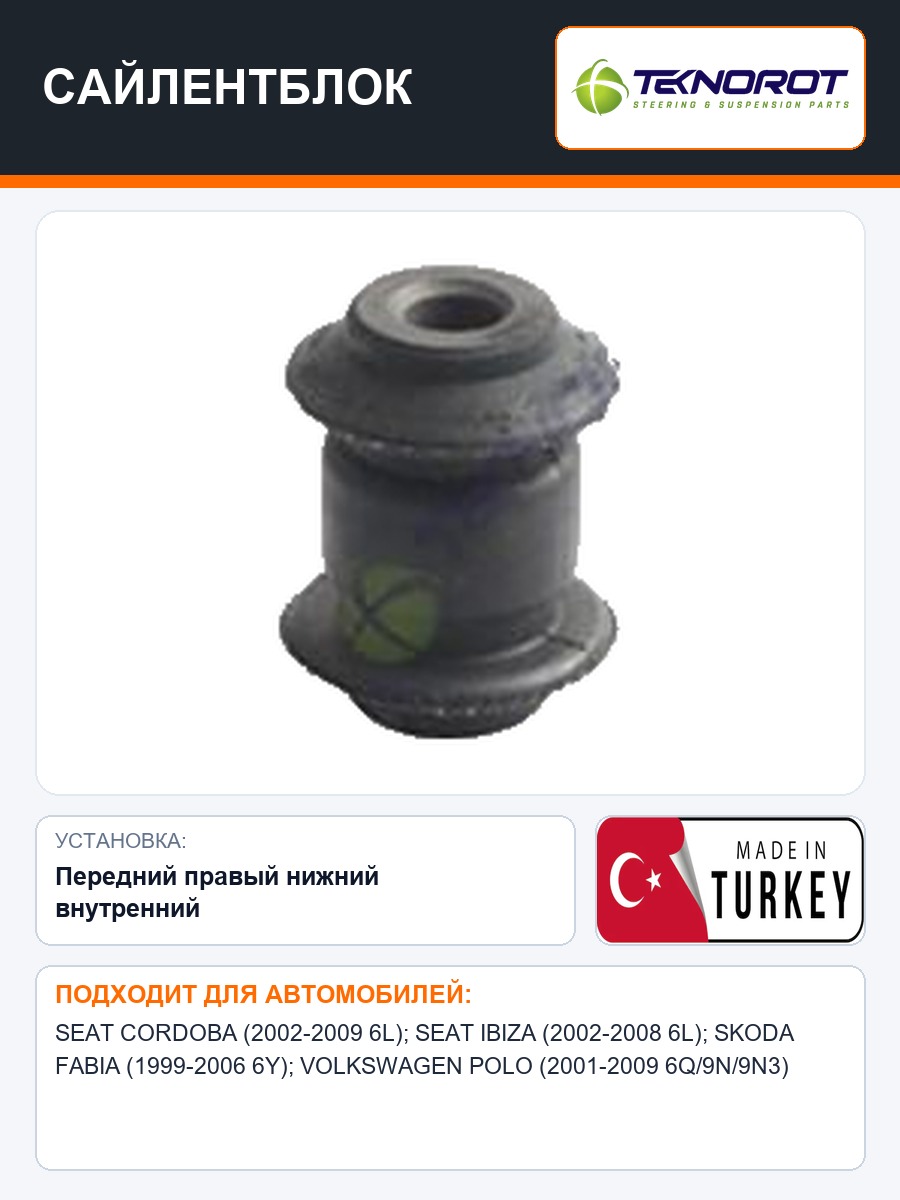 САЙЛЕНТБЛОК
TEKNOROT
STEERING & SUSPENSION PARTS
УСТАНОВКА:
Передний правый нижний
внутренний
MADE IN
TURKEY
ПОДХОДИТ ДЛЯ АВТОМОБИЛЕЙ:
SEAT CORDOBA (2002-2009 6L); SEAT IBIZA (2002-2008 6L); SKODA
FABIA (1999-2006 6Y); VOLKSWAGEN POLO (2001-2009 6Q/9N/9N3)